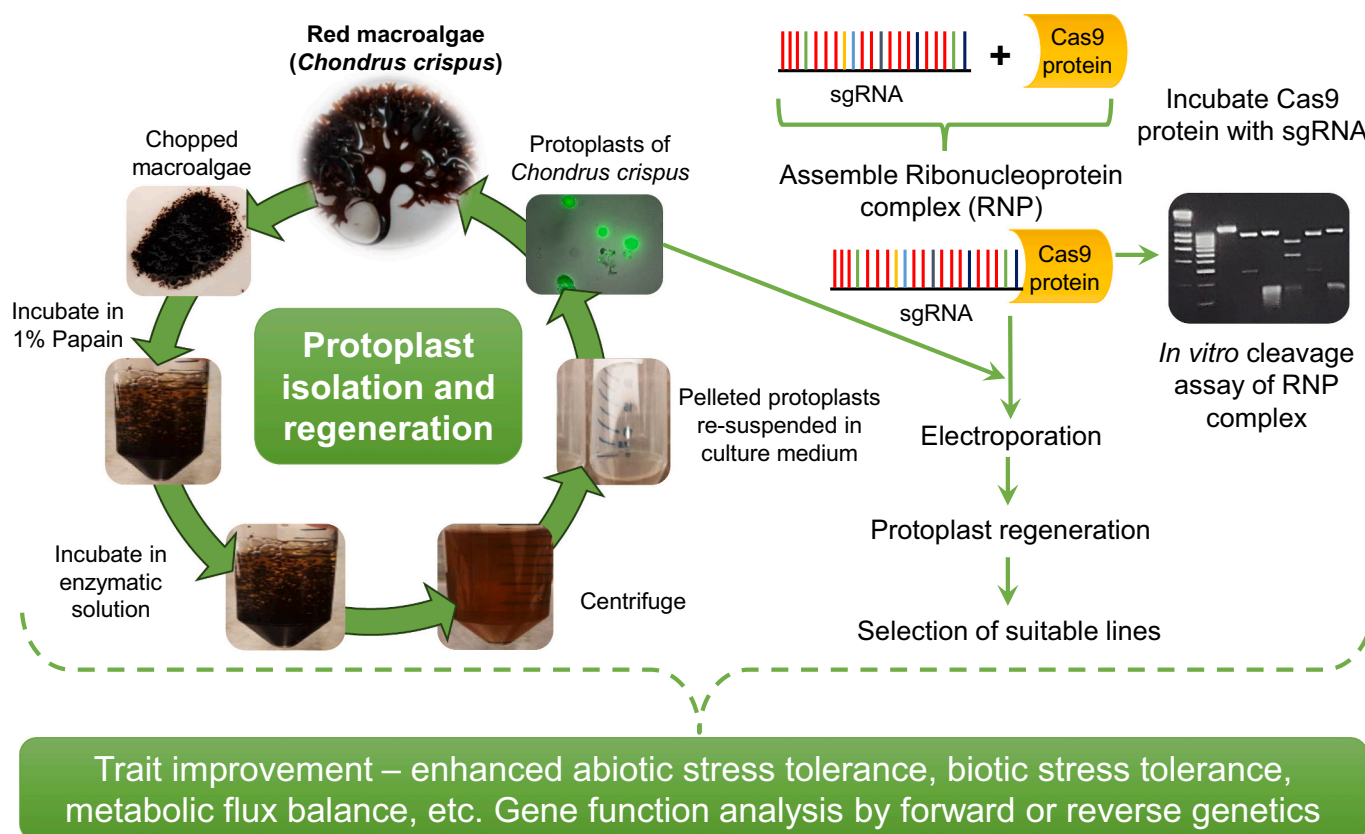 Red macroalgae
(Chondrus crispus)
Chopped
macroalgae
Incubate in
1% Papain
Incubate in
enzymatic
solution
Centrifuge
Pelleted protoplasts
re-suspended in
culture medium
Protoplasts of
Chondrus crispus
Protoplast
isolation and
regeneration
sgRNA
+
Cas9
protein
Assemble Ribonucleoprotein
complex (RNP)
Cas9
protein
sgRNA
Incubate Cas9
protein with sgRNA
In vitro cleavage
assay of RNP
complex
Electroporation
Protoplast regeneration
Selection of suitable lines
Trait improvement – enhanced abiotic stress tolerance, biotic stress tolerance,
metabolic flux balance, etc. Gene function analysis by forward or reverse genetics